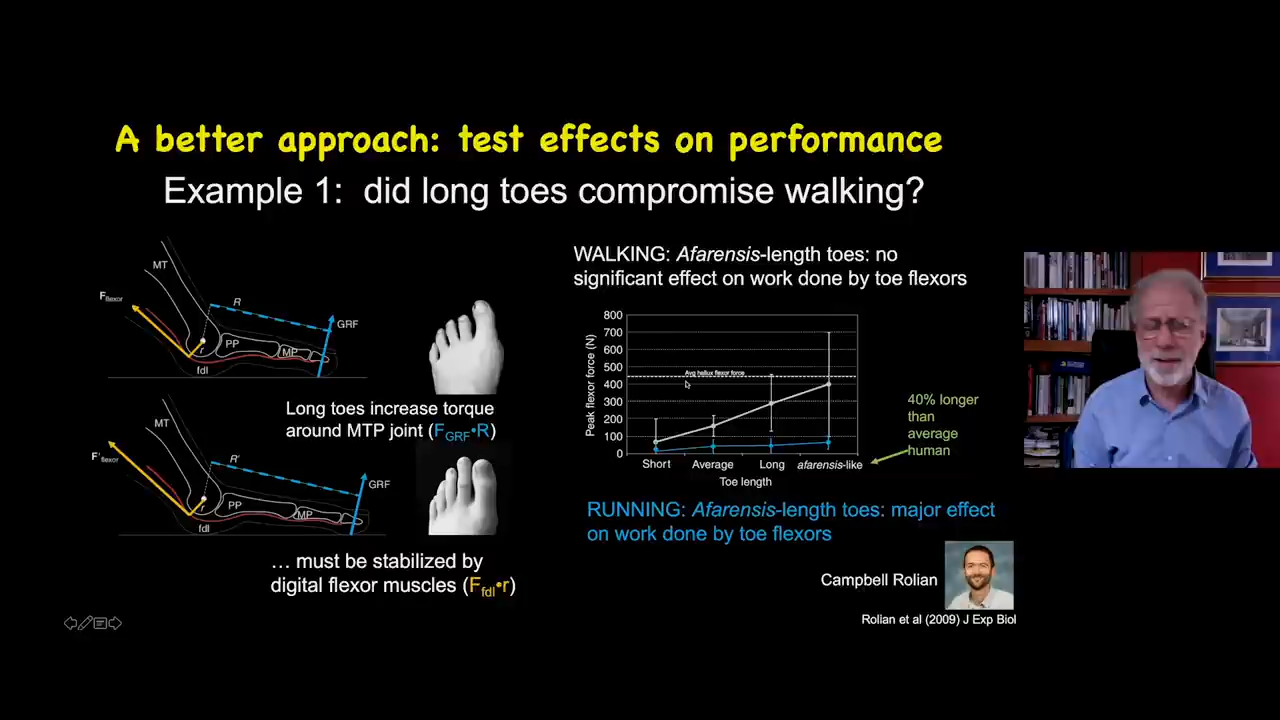 A better approach: test effects on performance
Example 1: did long toes compromise walking?
MT
Fflexor
R
GRF
r
PP
MP
fdl
Long toes increase torque
around MTP joint (FGRF•R)
MT
F'flexor
R'
GRF
r
PP
MP
fdl
… must be stabilized by
digital flexor muscles (Ffdl•r)
WALKING: Afarensis-length toes: no
significant effect on work done by toe flexors
Peak flexor force (N)
800
700
600
500
400
300
200
100
0
Avg hallux flexor force
Short
Average
Long
afarensis-like
Toe length
40% longer
than
average
human
RUNNING: Afarensis-length toes: major effect
on work done by toe flexors
Campbell Rolian
Rolian et al (2009) J Exp Biol